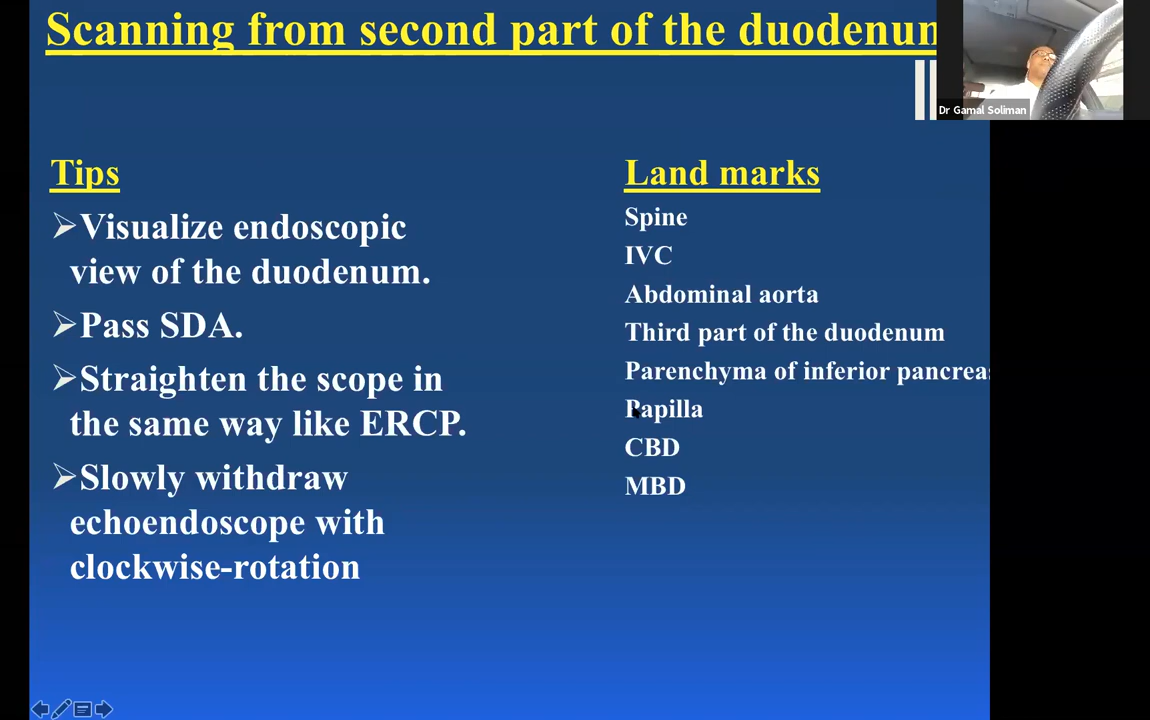 Scanning from second part of the duodenum
Dr Gamal Soliman
Tips
Visualize endoscopic
view of the duodenum.
Pass SDA.
Straighten the scope in
the same way like ERCP.
Slowly withdraw
echoendoscope with
clockwise-rotation
Land marks
Spine
IVC
Abdominal aorta
Third part of the duodenum
Parenchyma of inferior pancreas
Papilla
CBD
MBD